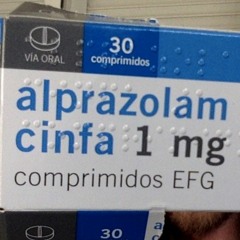 30
comprimidos
VÍA ORAL
alprazolam
cinfa 1 mg
comprimidos EFG
30